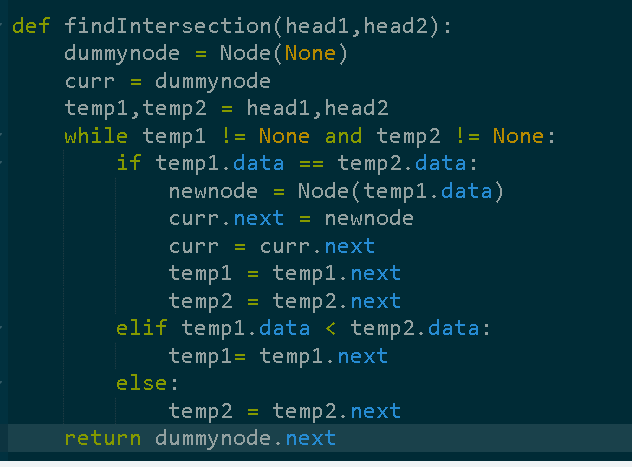 def findIntersection(head1,head2):
    dummynode = Node(None)
    curr = dummynode
    temp1,temp2 = head1,head2
    while temp1 != None and temp2 != None:
        if temp1.data == temp2.data:
            newnode = Node(temp1.data)
            curr.next = newnode
            curr = curr.next
            temp1 = temp1.next
            temp2 = temp2.next
        elif temp1.data < temp2.data:
            temp1= temp1.next
        else:
            temp2 = temp2.next
    return dummynode.next